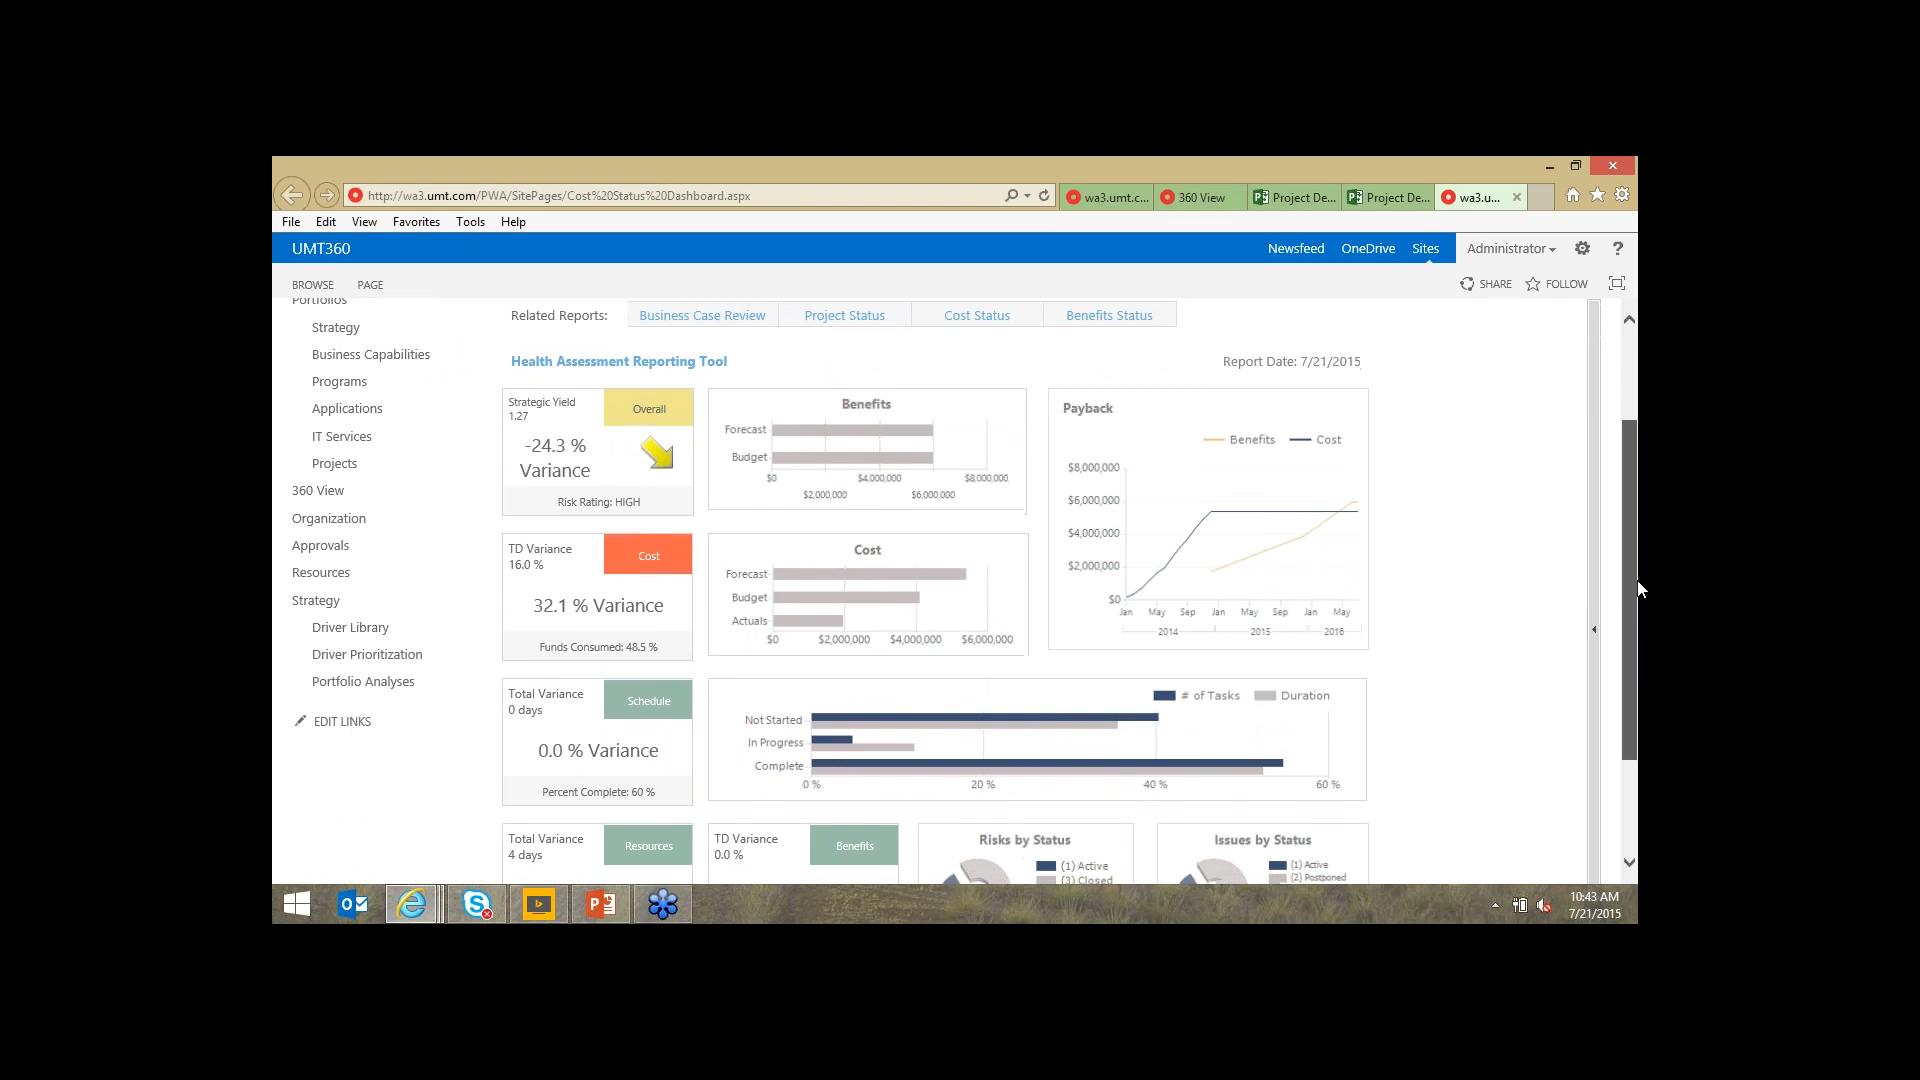 http://wa3.umt.com/PWA/SitePages/Cost%20Status%20Dashboard.aspx
wa3.umt.c...
360 View
Project De...
Project De...
wa3.u...
File Edit View Favorites Tools Help
UMT360
Newsfeed OneDrive Sites Administrator
BROWSE PAGE
SHARE FOLLOW
Portfolios
Strategy
Business Capabilities
Programs
Applications
IT Services
Projects
360 View
Organization
Approvals
Resources
Strategy
Driver Library
Driver Prioritization
Portfolio Analyses
EDIT LINKS
Related Reports: Business Case Review Project Status Cost Status Benefits Status
Health Assessment Reporting Tool
Report Date: 7/21/2015
Strategic Yield
1.27
Overall
-24.3 %
Variance
Risk Rating: HIGH
Benefits
Forecast
Budget
$0 $4,000,000 $8,000,000
$2,000,000 $6,000,000
Payback
Benefits Cost
$8,000,000
$6,000,000
$4,000,000
$2,000,000
$0
Jan May Sep Jan May Sep Jan May
2014 2015 2016
TD Variance
16.0 %
Cost
32.1 % Variance
Funds Consumed: 48.5 %
Cost
Forecast
Budget
Actuals
$0 $2,000,000 $4,000,000 $6,000,000
Total Variance
0 days
Schedule
0.0 % Variance
Percent Complete: 60 %
# of Tasks Duration
Not Started
In Progress
Complete
0 % 20 % 40 % 60 %
Total Variance
4 days
Resources
TD Variance
0.0 %
Benefits
Risks by Status
(1) Active
(3) Closed
Issues by Status
(1) Active
(2) Postponed
10:43 AM
7/21/2015